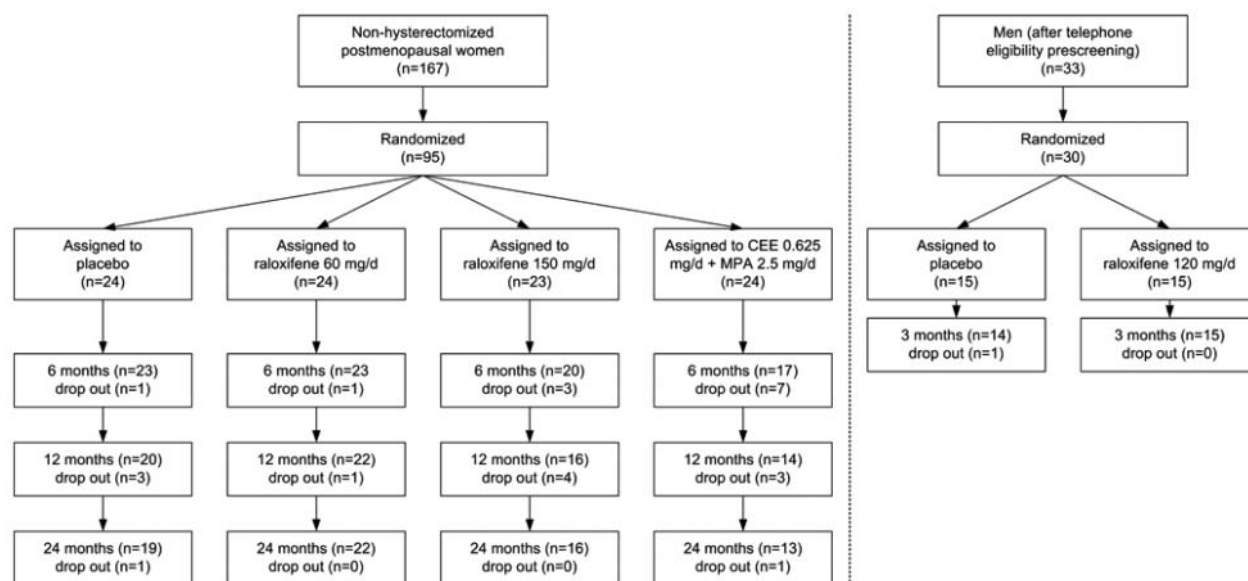 Non-hysterectomized
postmenopausal women
(n=167)
Randomized
(n=95)
Assigned to
placebo
(n=24)
Assigned to
raloxifene 60 mg/d
(n=24)
Assigned to
raloxifene 150 mg/d
(n=23)
Assigned to CEE 0.625
mg/d + MPA 2.5 mg/d
(n=24)
6 months (n=23)
drop out (n=1)
6 months (n=23
drop out (n=1)
6 months (n=20)
drop out (n=3)
6 months (n=17)
drop out (n=7)
12 months (n=20)
drop out (n=3)
12 months (n=22)
drop out (n=1)
12 months (n=16)
drop out (n=4)
12 months (n=14)
drop out (n=3)
24 months (n=19)
drop out (n=1)
24 months (n=22)
drop out (n=0)
24 months (n=16)
drop out (n=0)
24 months (n=13)
drop out (n=1)
Men (after telephone
eligibility prescreening)
(n=33)
Randomized
(n=30)
Assigned to
placebo
(n=15)
Assigned to
raloxifene 120 mg/d
(n=15)
3 months (n=14)
drop out (n=1)
3 months (n=15)
drop out (n=0)